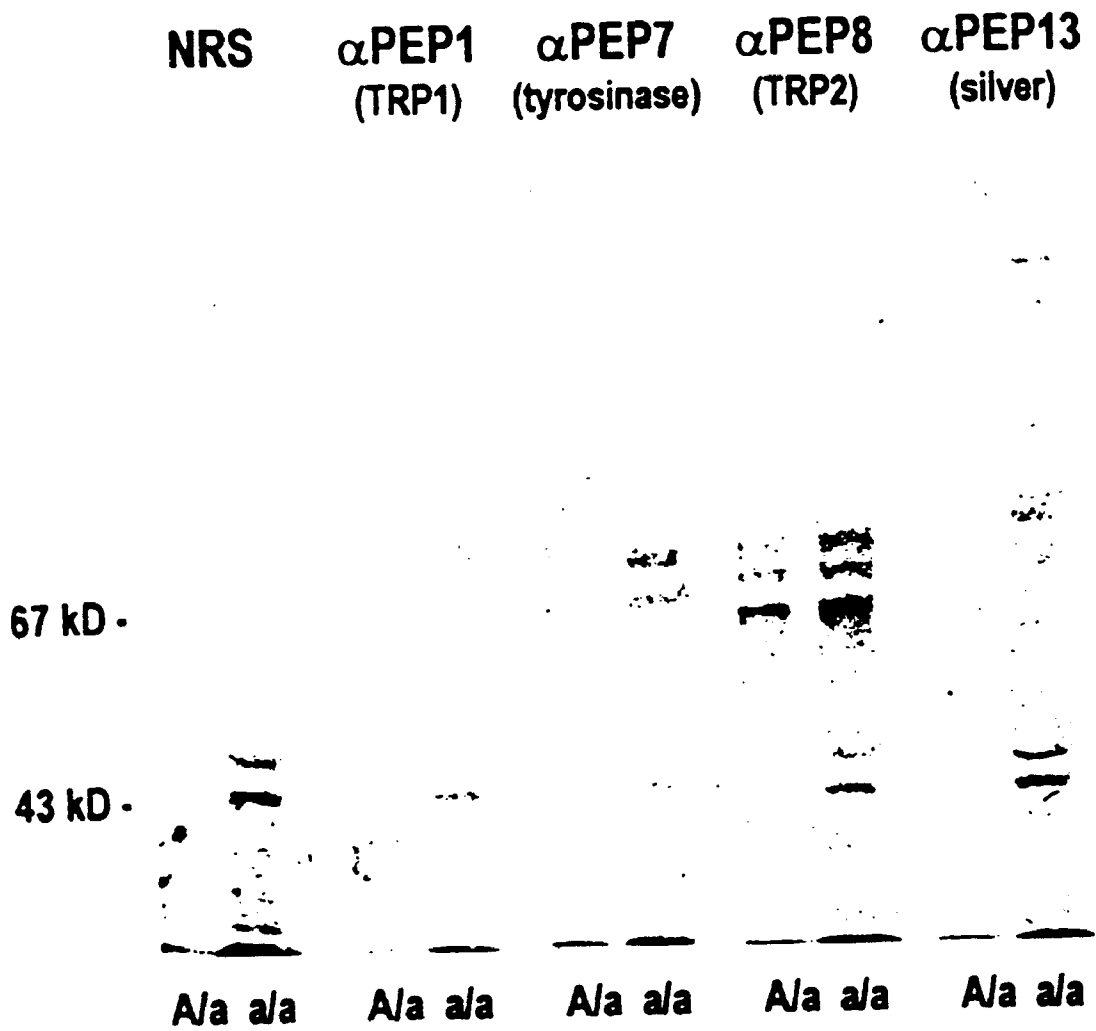 NRS αPEP1 αPEP7 αPEP8 αPEP13
(TRP1) (tyrosinase) (TRP2) (silver)
67 kD -
43 kD -
A/a a/a A/a a/a A/a a/a A/a a/a A/a a/a